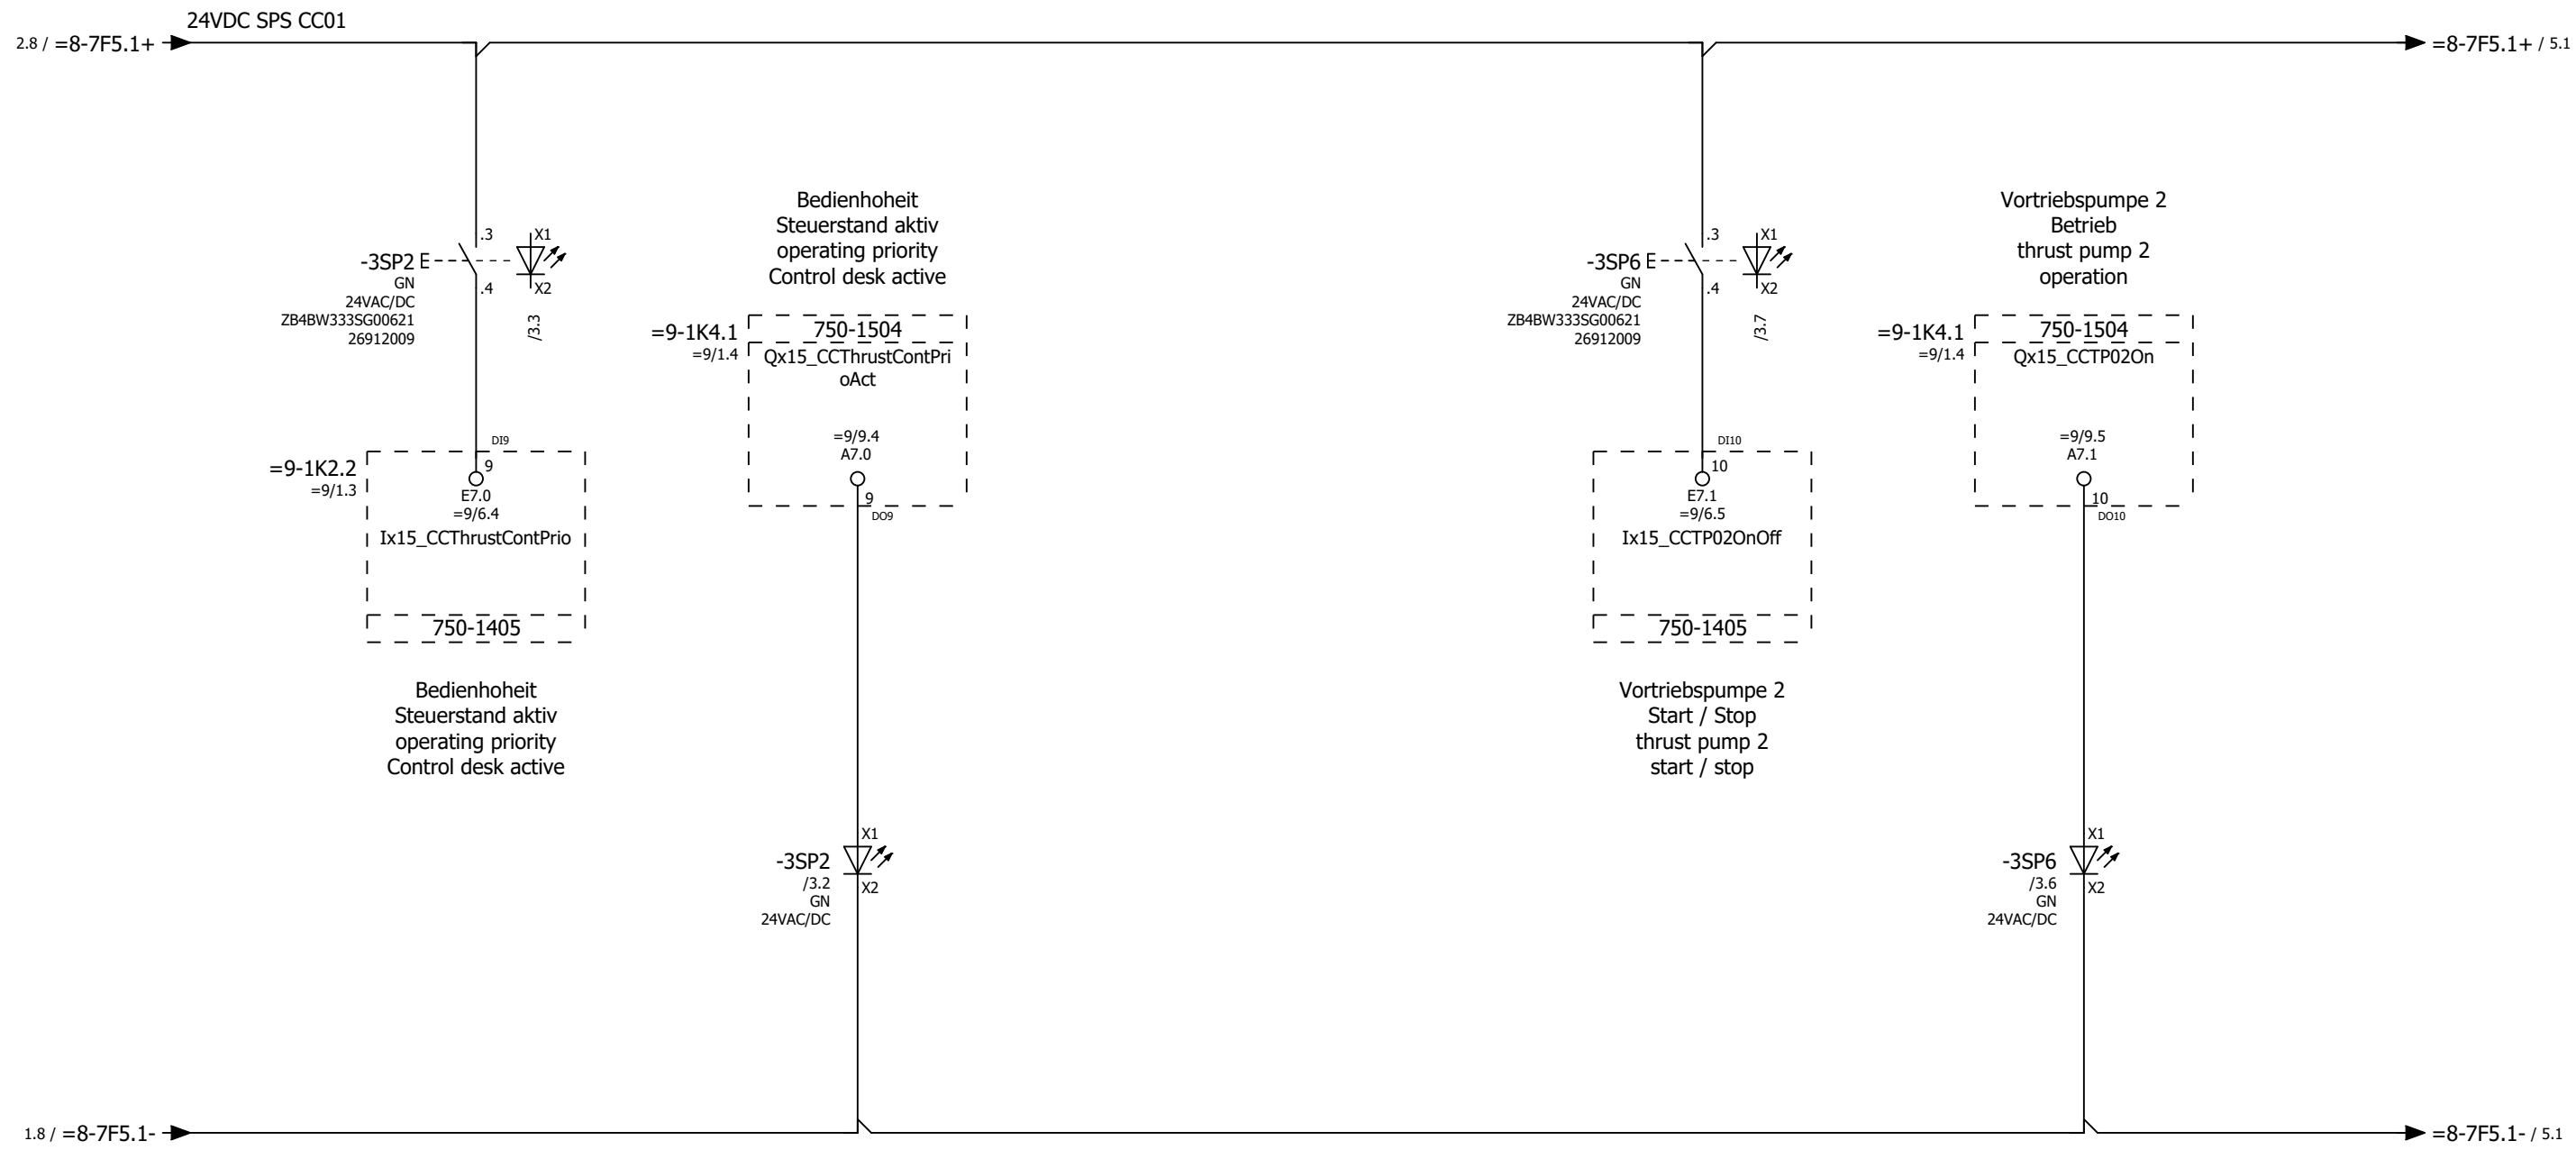 24VDC SPS CC01
2.8 / =8-7F5.1+
=8-7F5.1+ / 5.1
-3SP2
GN
24VAC/DC
ZB4BW333SG00621
26912009
.3
.4
X1
X2
/3.3
=9-1K2.2
=9/1.3
DI9
9
E7.0
=9/6.4
Ix15_CCThrustContPrio
750-1405
Bedienhoheit
Steuerstand aktiv
operating priority
Control desk active
Bedienhoheit
Steuerstand aktiv
operating priority
Control desk active
=9-1K4.1
=9/1.4
750-1504
Qx15_CCThrustContPri
oAct
=9/9.4
A7.0
9
DO9
-3SP2
/3.2
GN
24VAC/DC
X1
X2
-3SP6
GN
24VAC/DC
ZB4BW333SG00621
26912009
.3
.4
X1
X2
/3.7
DI10
10
E7.1
=9/6.5
Ix15_CCTP02OnOff
750-1405
Vortriebspumpe 2
Start / Stop
thrust pump 2
start / stop
Vortriebspumpe 2
Betrieb
thrust pump 2
operation
=9-1K4.1
=9/1.4
750-1504
Qx15_CCTP02On
=9/9.5
A7.1
10
DO10
-3SP6
/3.6
GN
24VAC/DC
X1
X2
1.8 / =8-7F5.1-
=8-7F5.1- / 5.1